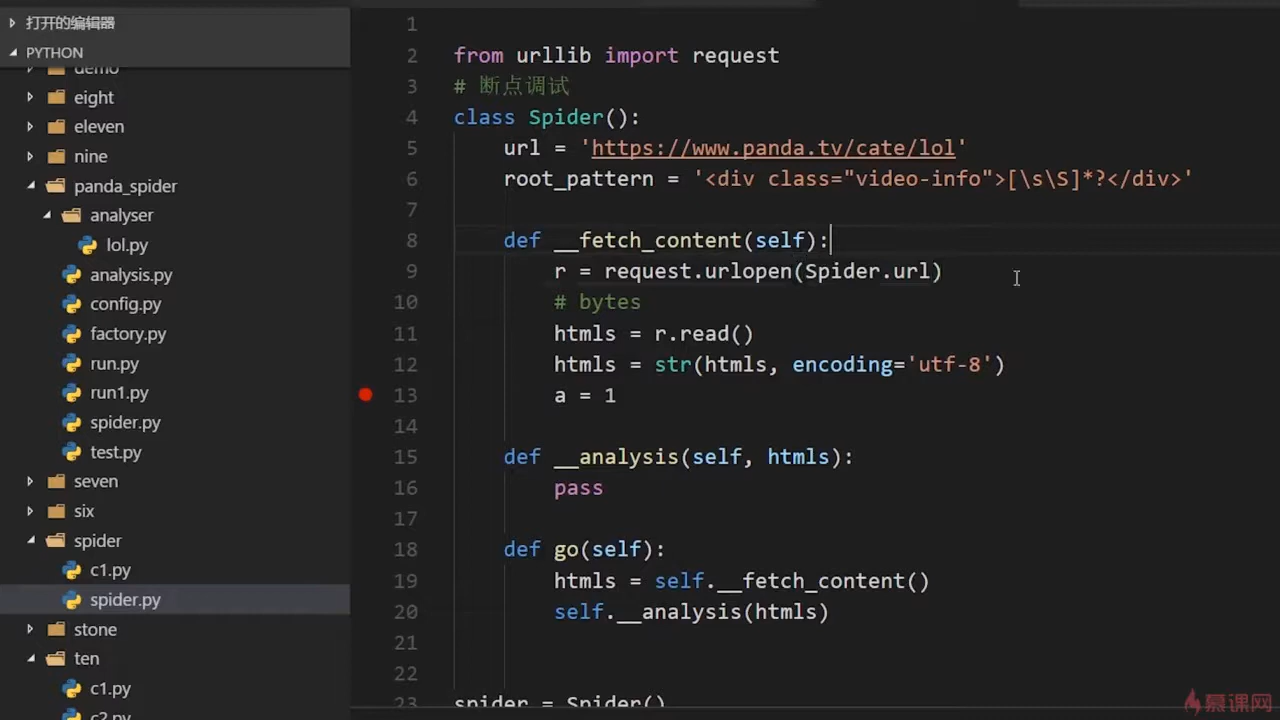 打开的编辑器
PYTHON
demo
eight
eleven
nine
panda_spider
analyser
lol.py
analysis.py
config.py
factory.py
run.py
run1.py
spider.py
test.py
seven
six
spider
c1.py
spider.py
stone
ten
c1.py
c2.py
1
2 from urllib import request
3 # 断点调试
4 class Spider():
5 url = 'https://www.panda.tv/cate/lol'
6 root_pattern = '<div class="video-info">[\s\S]*?</div>'
7
8 def __fetch_content(self):
9 r = request.urlopen(Spider.url)
10 # bytes
11 htmls = r.read()
12 htmls = str(htmls, encoding='utf-8')
13 a = 1
14
15 def __analysis(self, htmls):
16 pass
17
18 def go(self):
19 htmls = self.__fetch_content()
20 self.__analysis(htmls)
21
22
23 spider = Spider()
慕课网